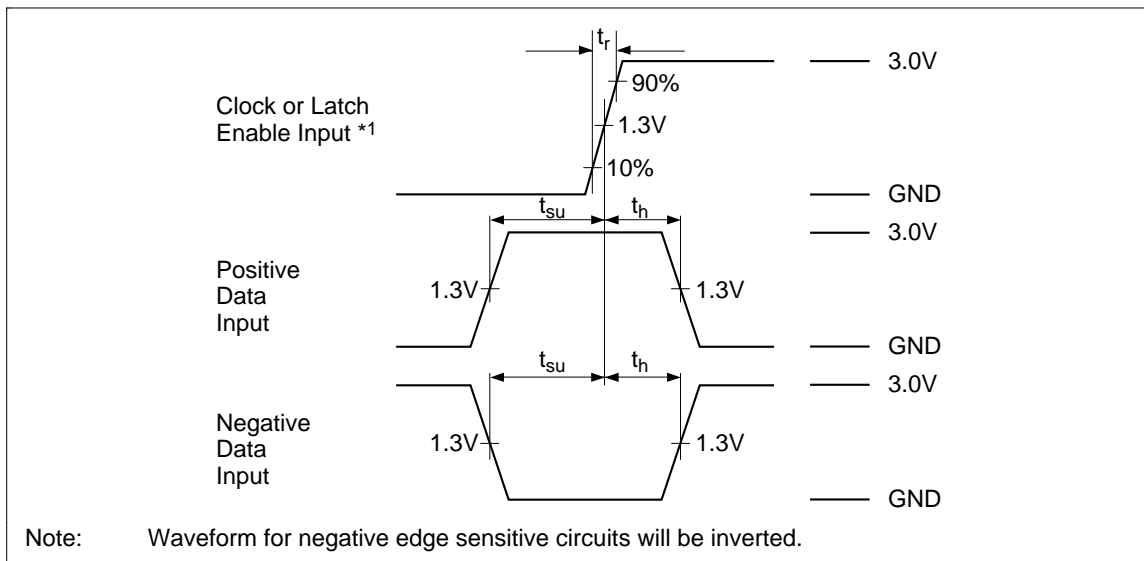 tr
3.0V
90%
Clock or Latch
Enable Input *1
1.3V
10%
GND
tsu
th
3.0V
Positive
Data
Input
1.3V
1.3V
GND
tsu
th
3.0V
Negative
Data
Input
1.3V
1.3V
GND
Note: Waveform for negative edge sensitive circuits will be inverted.